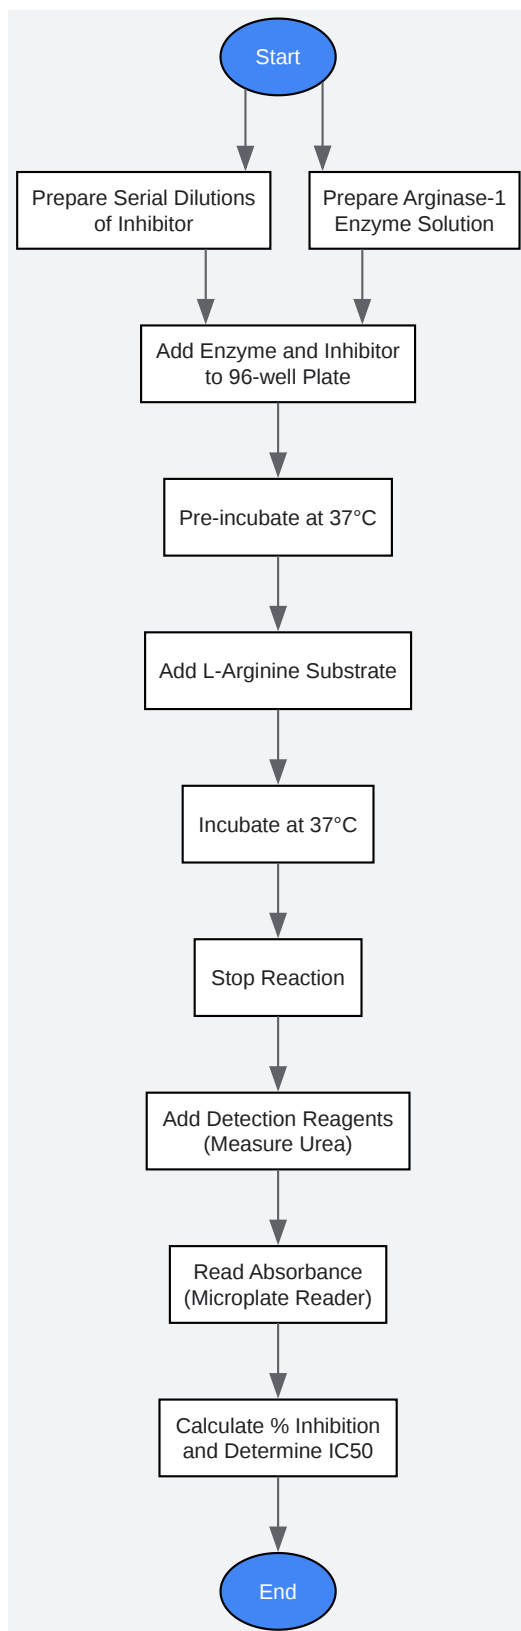 Start
Prepare Serial Dilutions
of Inhibitor
Prepare Arginase-1
Enzyme Solution
Add Enzyme and Inhibitor
to 96-well Plate
Pre-incubate at 37°C
Add L-Arginine Substrate
Incubate at 37°C
Stop Reaction
Add Detection Reagents
(Measure Urea)
Read Absorbance
(Microplate Reader)
Calculate % Inhibition
and Determine IC50
End